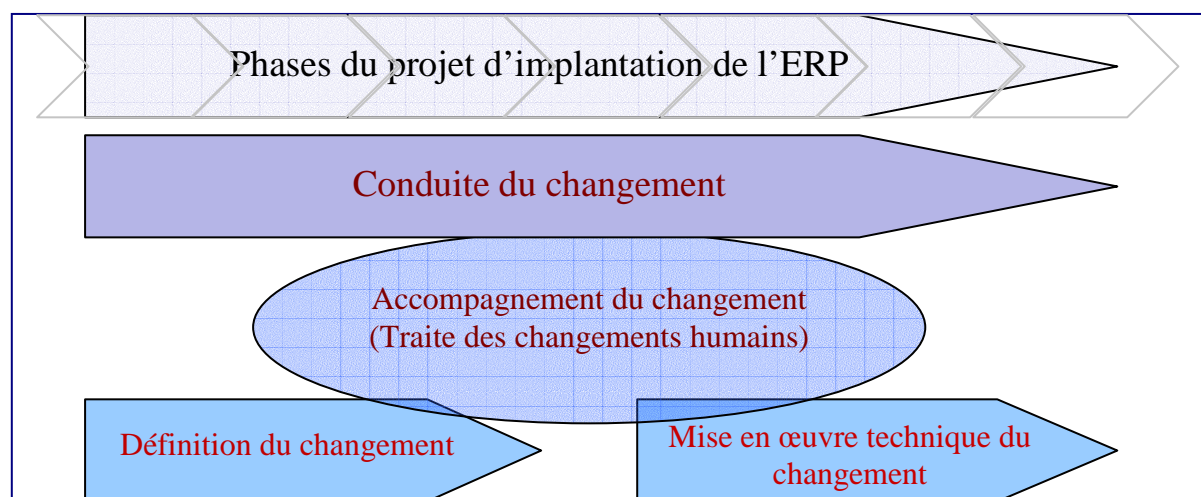 Phases du projet d’implantation de l’ERP
Conduite du changement
Accompagnement du changement
(Traite des changements humains)
Définition du changement
Mise en œuvre technique du
changement